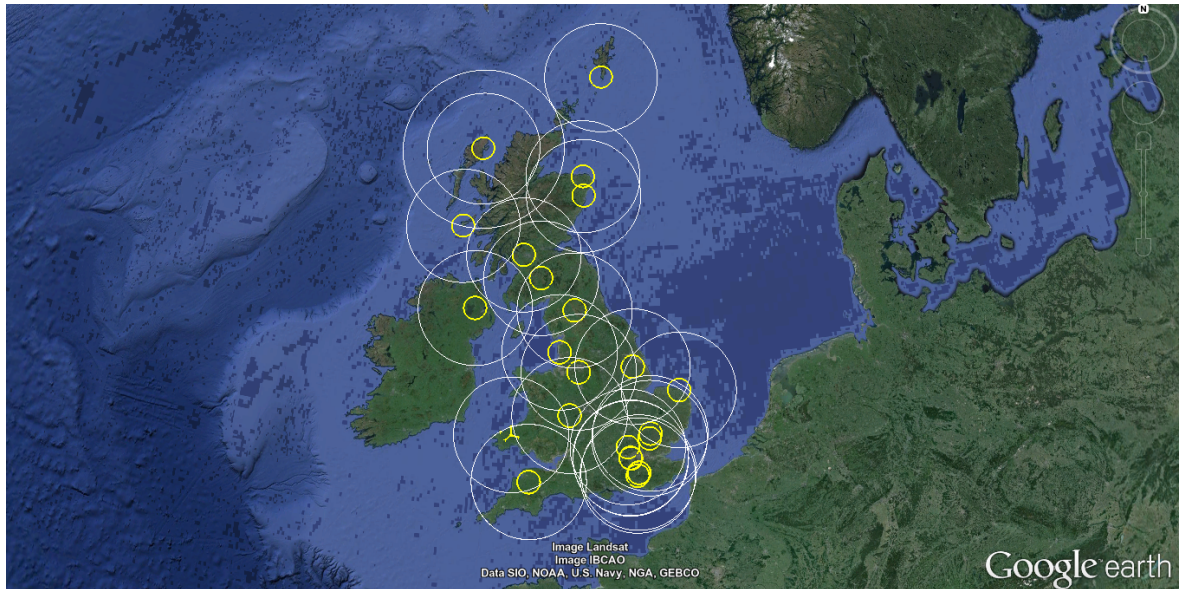 N
Image Landsat
Image IBCAO
Data SIO, NOAA, U.S. Navy, NGA, GEBCO
Google earth